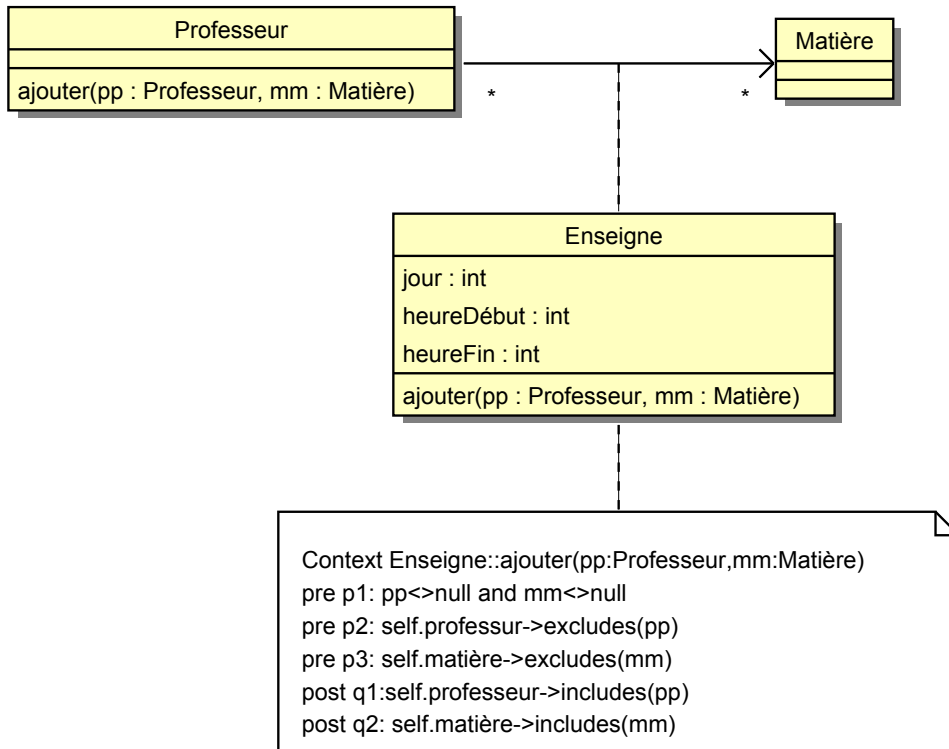 Professeur
ajouter(pp : Professeur, mm : Matière)
Matière
* *
Enseigne
jour : int
heureDébut : int
heureFin : int
ajouter(pp : Professeur, mm : Matière)
Context Enseigne::ajouter(pp:Professeur,mm:Matière)
pre p1: pp<>null and mm<>null
pre p2: self.professur->excludes(pp)
pre p3: self.matière->excludes(mm)
post q1:self.professeur->includes(pp)
post q2: self.matière->includes(mm)